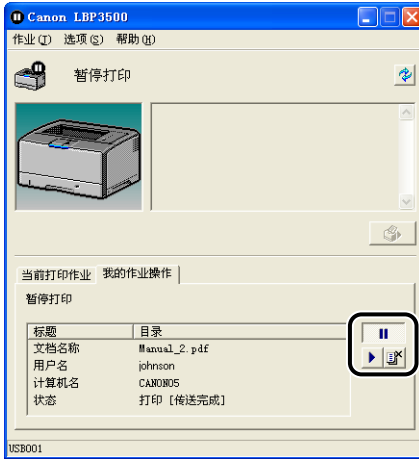 Canon LBP3500
作业(J) 选项(S) 帮助(H)
暂停打印
当前打印作业 我的作业操作
暂停打印
标题 目录
文档名称 Manual_2.pdf
用户名 johnson
计算机名 CANON05
状态 打印 [传送完成]
USB001